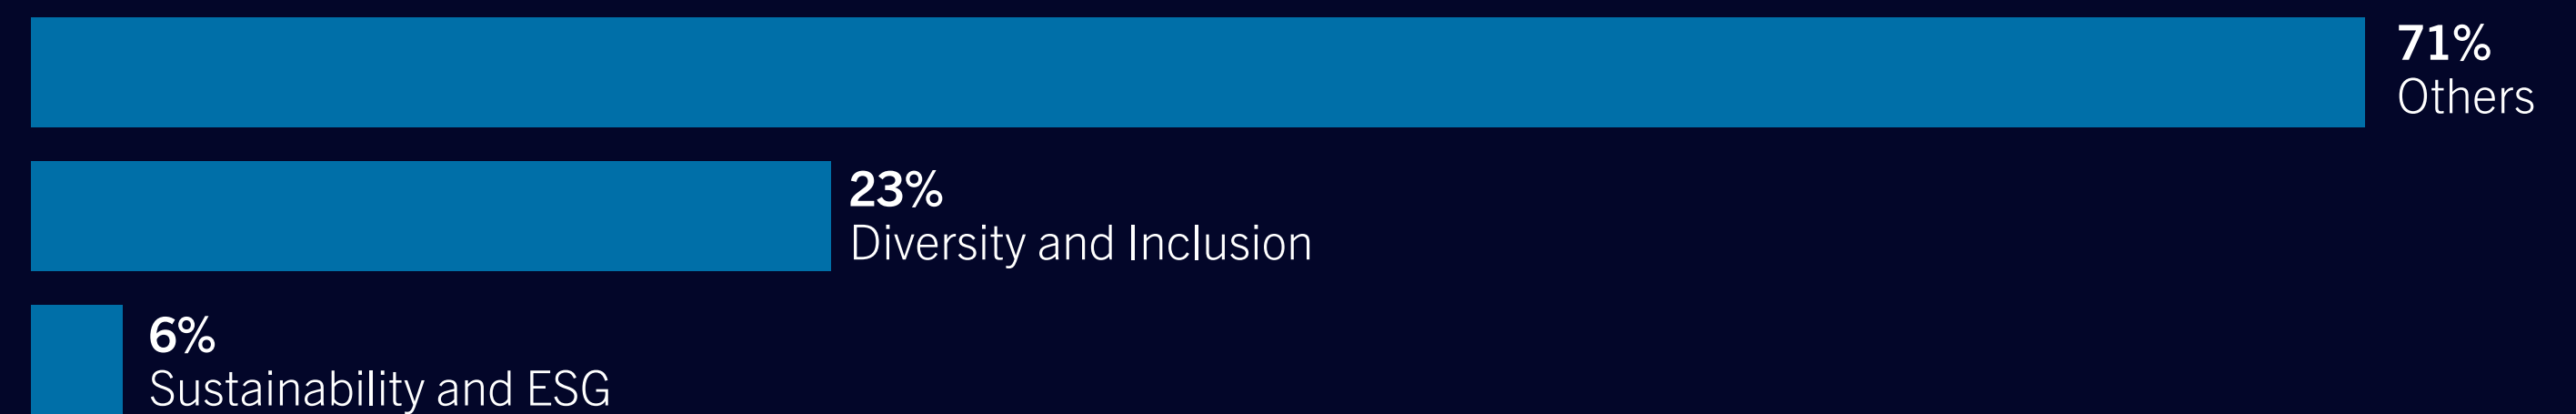 71%
Others
23%
Diversity and Inclusion
6%
Sustainability and ESG